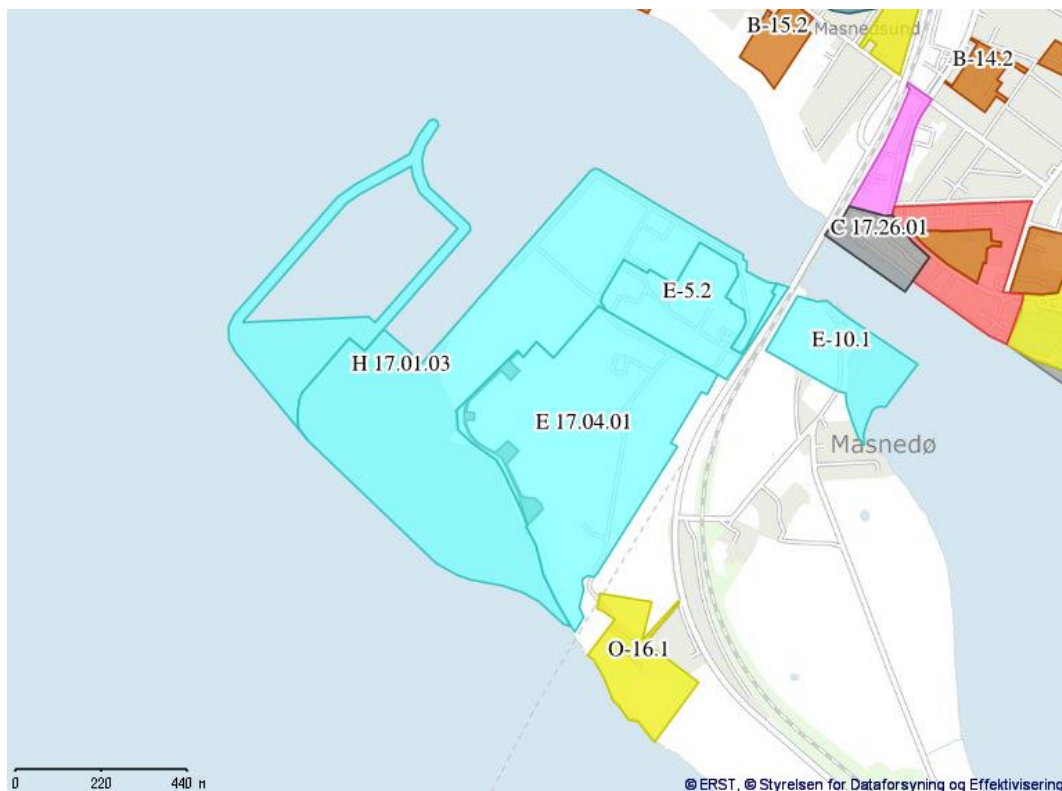 B-15.2
Masnedsund
B-14.2
C 17.26.01
E-5.2
E-10.1
H 17.01.03
E 17.04.01
Masnedø
O-16.1
0 220 440 M
© ERST, © Styrelsen for Dataforsyning og Effektivisering